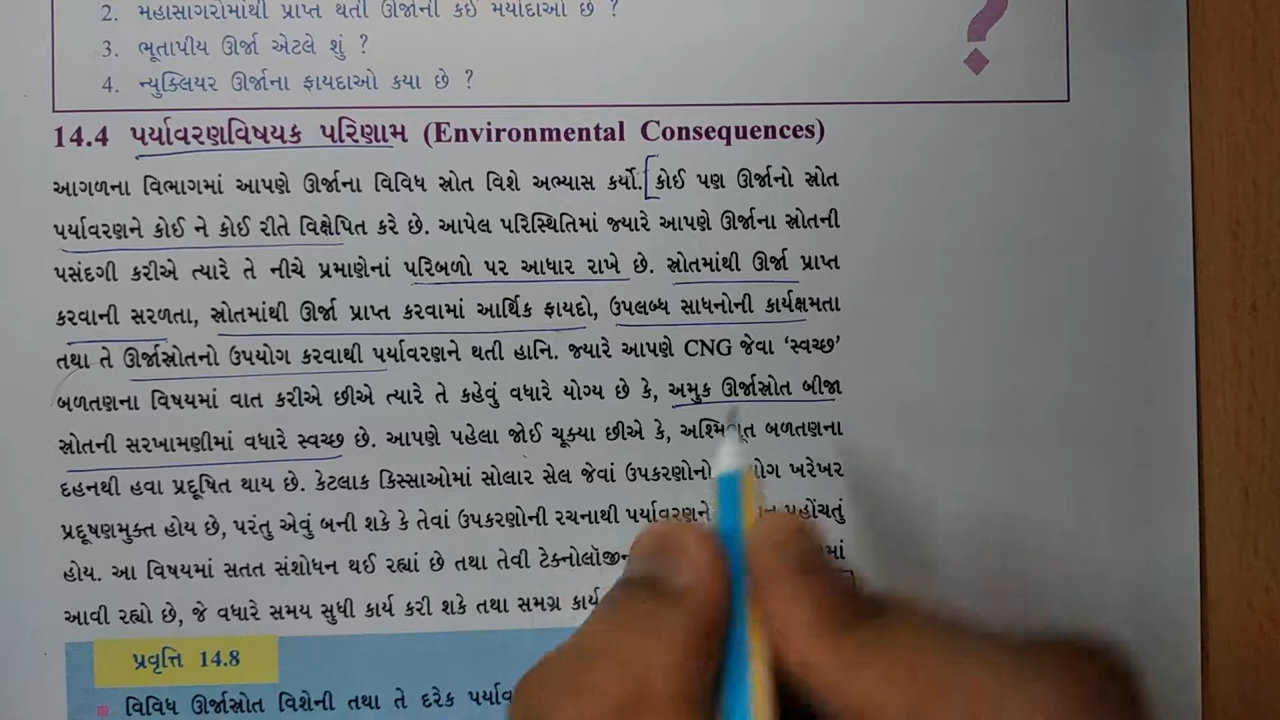 2. મહાસાગરોમાંથી પ્રાપ્ત થતી ઊર્જાની કઈ મર્યાદાઓ છે ?
3. ભૂતાપીય ઊર્જા એટલે શું ?
4. ન્યુક્લિયર ઊર્જાના ફાયદાઓ કયા છે ?
?
14.4 પર્યાવરણવિષયક પરિણામ (Environmental Consequences)
આગળના વિભાગમાં આપણે ઊર્જાના વિવિધ સ્રોત વિશે અભ્યાસ કર્યો. કોઈ પણ ઊર્જાનો સ્રોત
પર્યાવરણને કોઈ ને કોઈ રીતે વિક્ષેપિત કરે છે. આપેલ પરિસ્થિતિમાં જ્યારે આપણે ઊર્જાના સ્રોતની
પસંદગી કરીએ ત્યારે તે નીચે પ્રમાણેનાં પરિબળો પર આધાર રાખે છે. સ્રોતમાંથી ઊર્જા પ્રાપ્ત
કરવાની સરળતા, સ્રોતમાંથી ઊર્જા પ્રાપ્ત કરવામાં આર્થિક ફાયદો, ઉપલબ્ધ સાધનોની કાર્યક્ષમતા
તથા તે ઊર્જાસ્રોતનો ઉપયોગ કરવાથી પર્યાવરણને થતી હાનિ. જ્યારે આપણે CNG જેવા ‘સ્વચ્છ’
બળતણના વિષયમાં વાત કરીએ છીએ ત્યારે તે કહેવું વધારે યોગ્ય છે કે, અમુક ઊર્જાસ્રોત બીજા
સ્રોતની સરખામણીમાં વધારે સ્વચ્છ છે. આપણે પહેલા જોઈ ચૂક્યા છીએ કે, બળતણના
દહનથી હવા પ્રદૂષિત થાય છે. કેટલાક કિસ્સાઓમાં સોલાર સેલ જેવાં ઉપકરણોનો ખરેખર
પ્રદૂષણમુક્ત હોય છે, પરંતુ એવું બની શકે કે તેવાં ઉપકરણોની રચનાથી પર્યાવરણને પહોંચતું
હોય. આ વિષયમાં સતત સંશોધન થઈ રહ્યાં છે તથા તેવી
આવી રહ્યો છે, જે વધારે સમય સુધી કાર્ય કરી શકે તથા સમગ્ર
પ્રવૃત્તિ 14.8
વિવિધ ઊર્જાસ્રોત વિશેની તથા તે દરેક